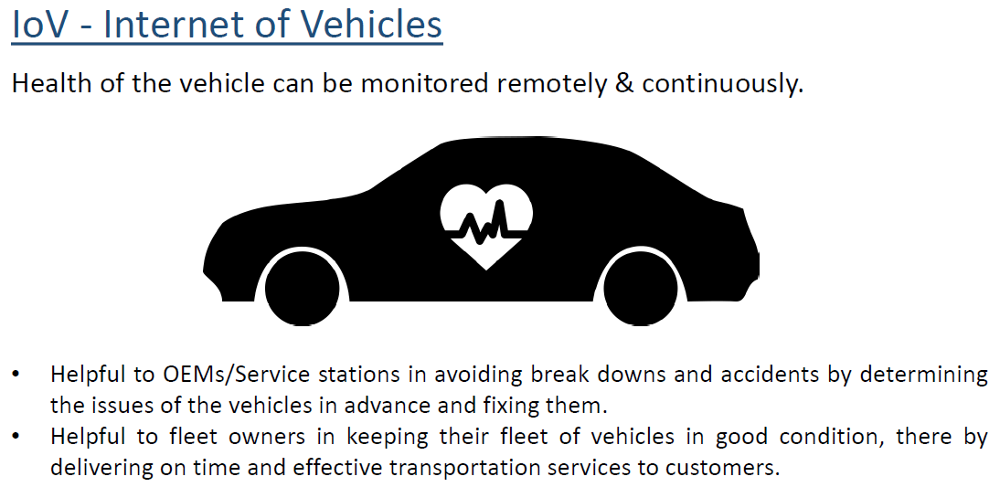 IoV - Internet of Vehicles
Health of the vehicle can be monitored remotely & continuously.
• Helpful to OEMs/Service stations in avoiding break downs and accidents by determining
the issues of the vehicles in advance and fixing them.
• Helpful to fleet owners in keeping their fleet of vehicles in good condition, there by
delivering on time and effective transportation services to customers.